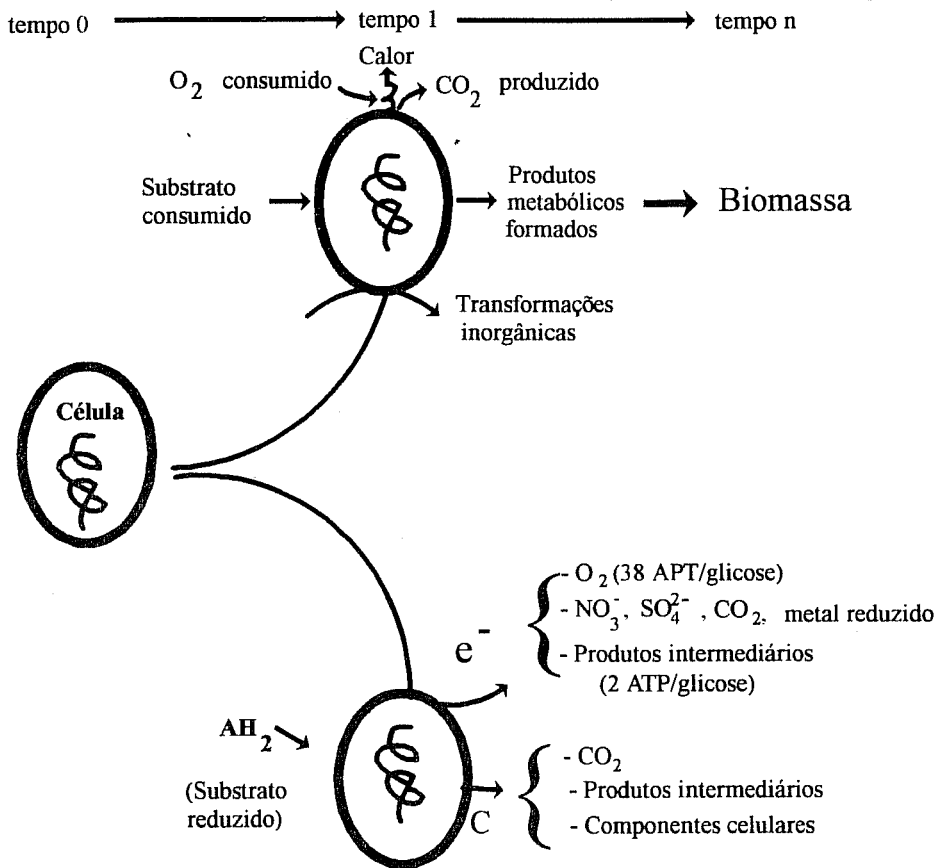 tempo 0 tempo 1 tempo n
Calor
O₂ consumido CO₂ produzido
Substrato
consumido
Produtos
metabólicos
formados
Biomassa
Transformações
inorgânicas
Célula
e⁻
- O₂ (38 APT/glicose)
- NO₃⁻, SO₄²⁻, CO₂, metal reduzido
- Produtos intermediários
(2 ATP/glicose)
AH₂
(Substrato
reduzido)
C
- CO₂
- Produtos intermediários
- Componentes celulares